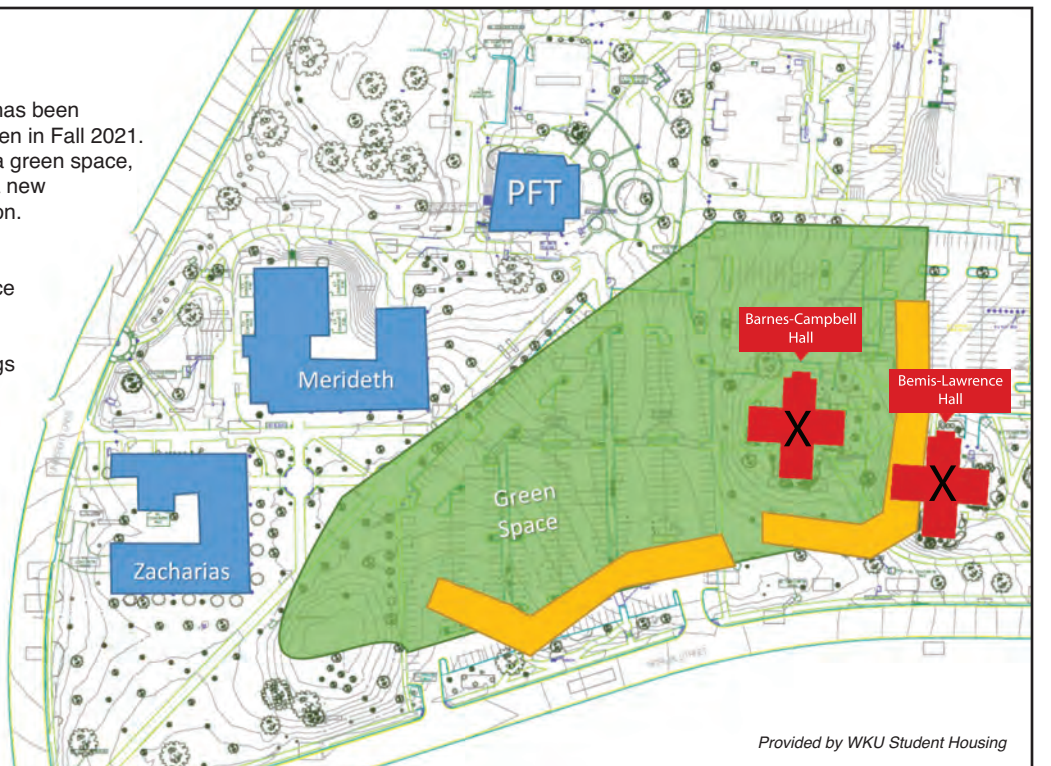 has been
en in Fall 2021.
a green space,
new
on.
ce
gs
PFT
Merideth
Barnes-Campbell
Hall
Bemis-Lawrence
Hall
Green
Space
Zacharias
Provided by WKU Student Housing